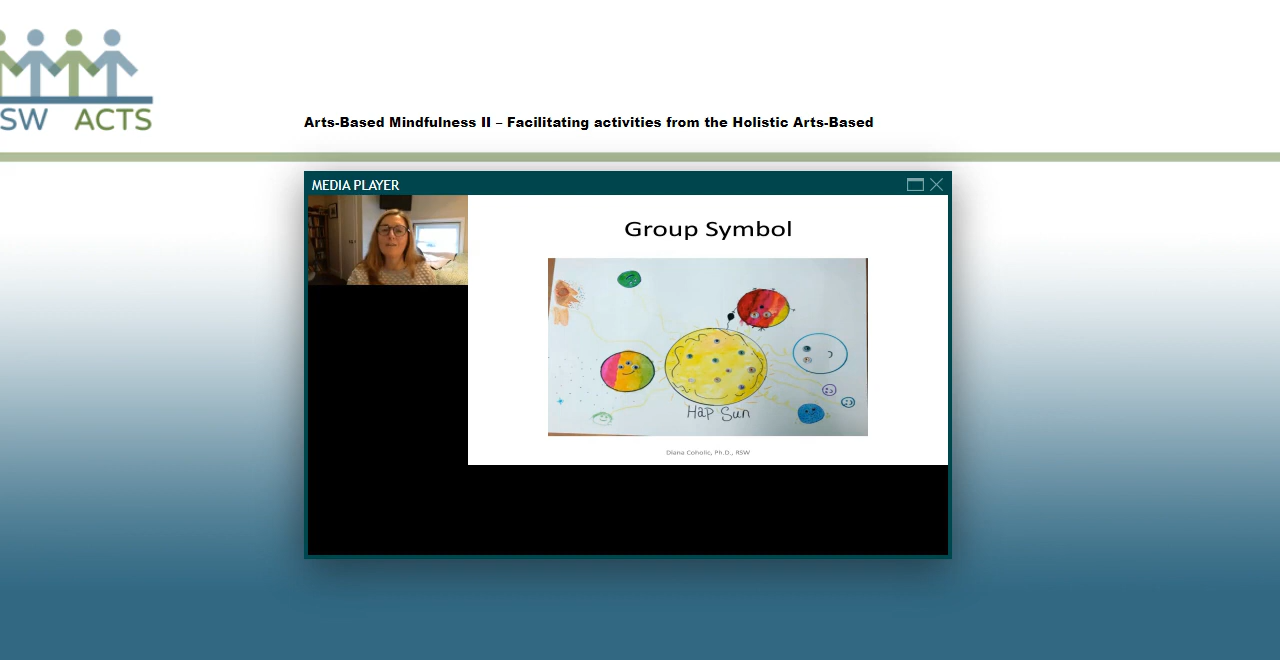 SW ACTS
Arts-Based Mindfulness II – Facilitating activities from the Holistic Arts-Based
MEDIA PLAYER
Group Symbol
Hap Sun
Diana Coholic, Ph.D., RSW